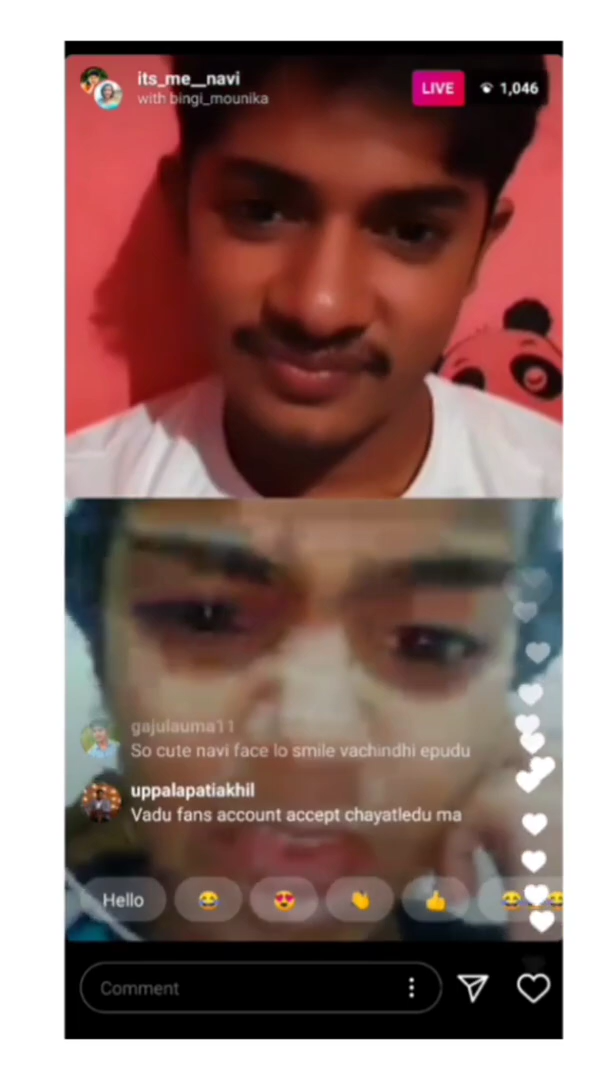 its_me__navi
with bingi_mounika
LIVE
1,046
gajulauma11
So cute navi face lo smile vachindhi epudu
uppalapatiakhil
Vadu fans account accept chayatledu ma
Hello
Comment